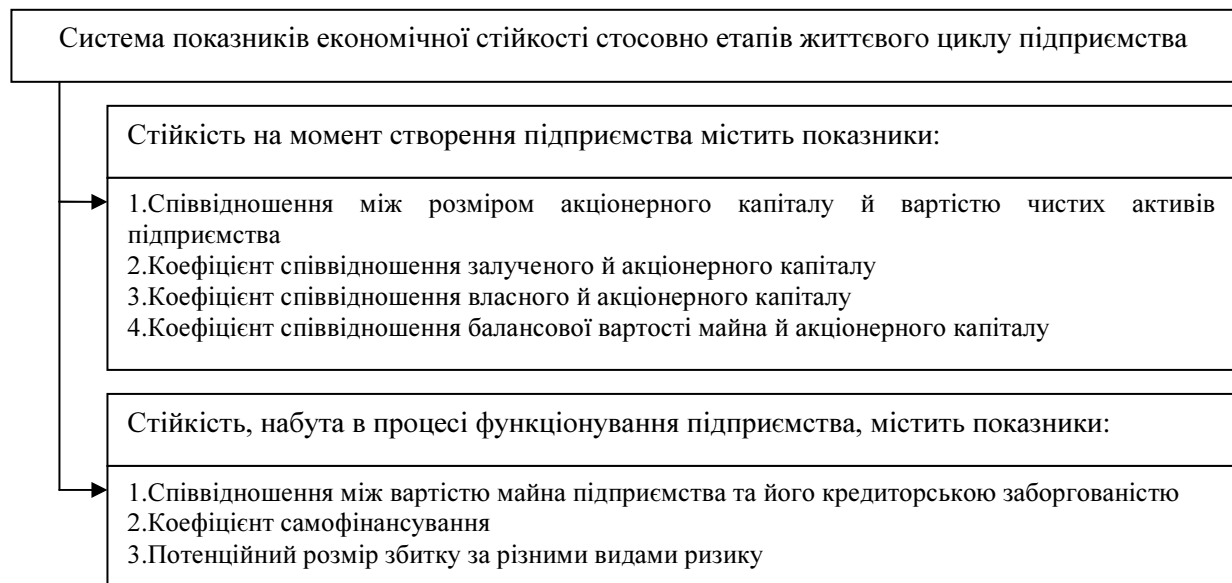 Система показників економічної стійкості стосовно етапів життєвого циклу підприємства
Стійкість на момент створення підприємства містить показники:
1.Співвідношення між розміром акціонерного капіталу й вартістю чистих активів
підприємства
2.Коефіцієнт співвідношення залученого й акціонерного капіталу
3.Коефіцієнт співвідношення власного й акціонерного капіталу
4.Коефіцієнт співвідношення балансової вартості майна й акціонерного капіталу
Стійкість, набута в процесі функціонування підприємства, містить показники:
1.Співвідношення між вартістю майна підприємства та його кредиторською заборгованістю
2.Коефіцієнт самофінансування
3.Потенційний розмір збитку за різними видами ризику